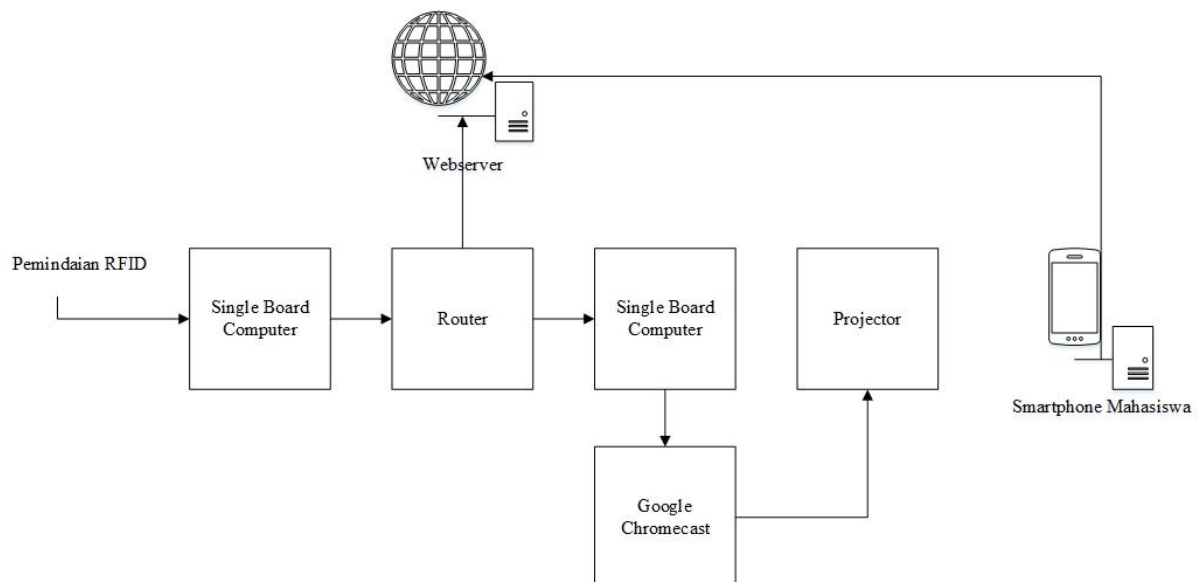 Webserver
Pemindaian RFID
Single Board
Computer
Router
Single Board
Computer
Projector
Smartphone Mahasiswa
Google
Chromecast